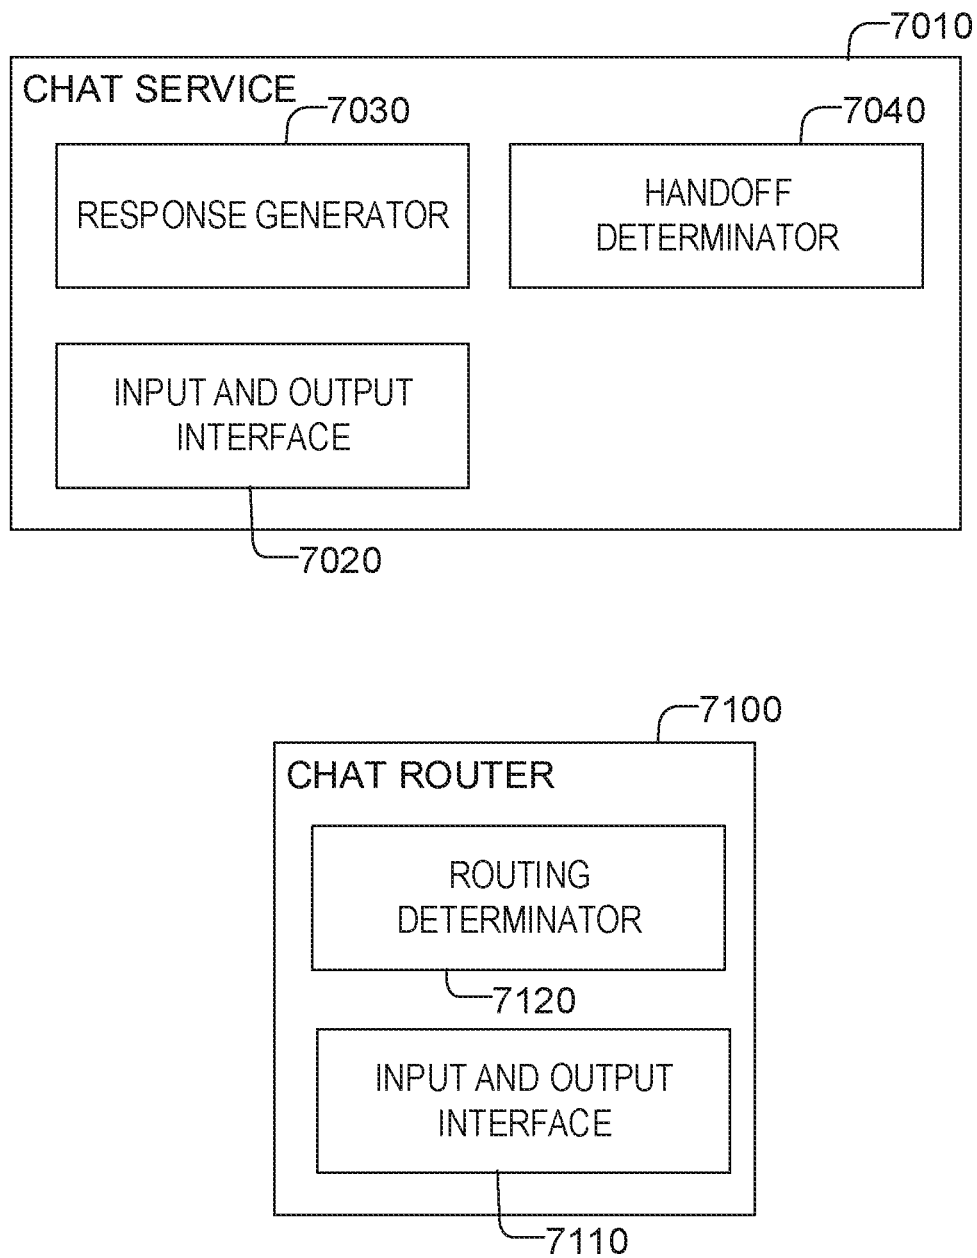 7010
CHAT SERVICE
7030
7040
RESPONSE GENERATOR
HANDOFF
DETERMINATOR
INPUT AND OUTPUT
INTERFACE
7020
7100
CHAT ROUTER
ROUTING
DETERMINATOR
7120
INPUT AND OUTPUT
INTERFACE
7110